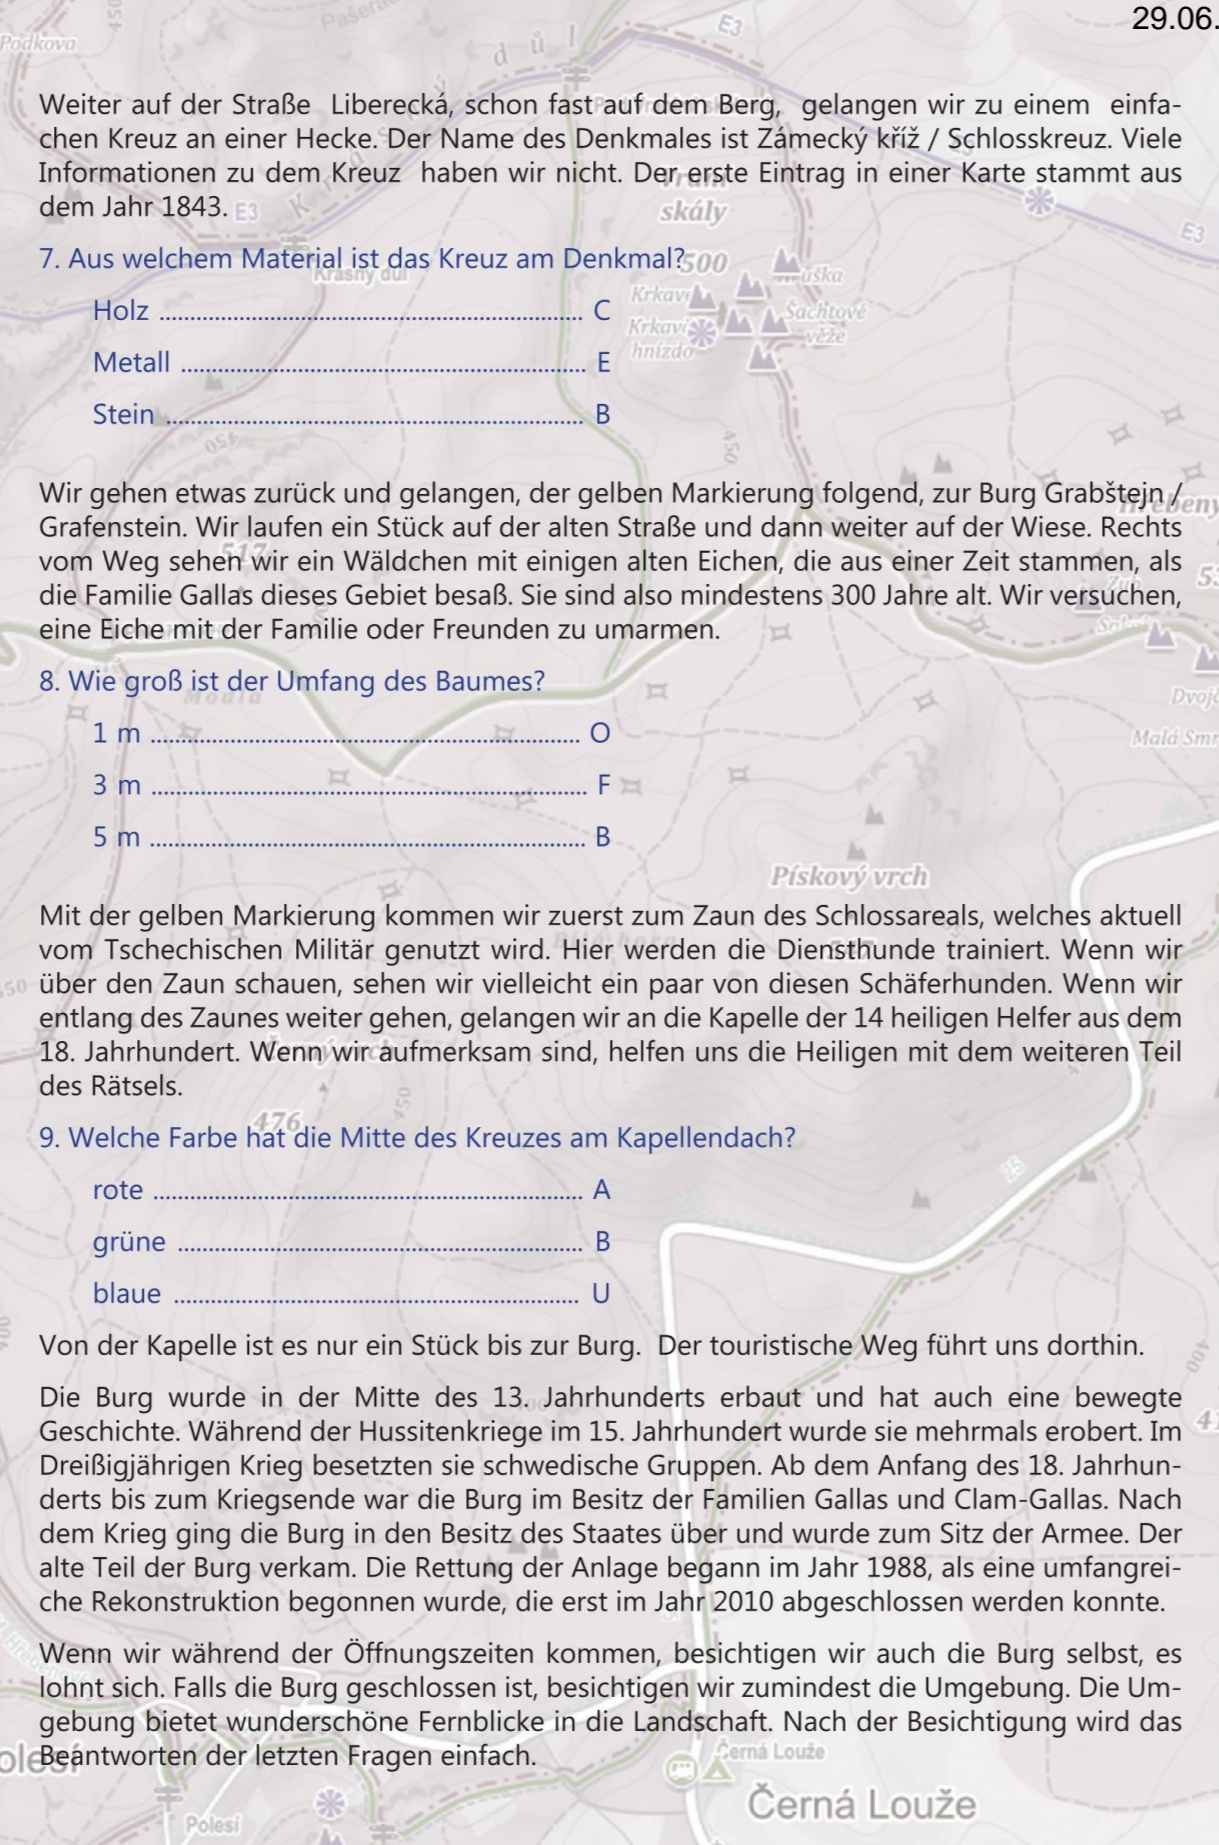 29.06.
Weiter auf der Straße Liberecká, schon fast auf dem Berg, gelangen wir zu einem einfa-
chen Kreuz an einer Hecke. Der Name des Denkmales ist Zámecký kříž / Schlosskreuz. Viele
Informationen zu dem Kreuz haben wir nicht. Der erste Eintrag in einer Karte stammt aus
dem Jahr 1843.
7. Aus welchem Material ist das Kreuz am Denkmal?
Holz ......................................................... C
Metall ...................................................... E
Stein ........................................................ B
Wir gehen etwas zurück und gelangen, der gelben Markierung folgend, zur Burg Grabštejn /
Grafenstein. Wir laufen ein Stück auf der alten Straße und dann weiter auf der Wiese. Rechts
vom Weg sehen wir ein Wäldchen mit einigen alten Eichen, die aus einer Zeit stammen, als
die Familie Gallas dieses Gebiet besaß. Sie sind also mindestens 300 Jahre alt. Wir versuchen,
eine Eiche mit der Familie oder Freunden zu umarmen.
8. Wie groß ist der Umfang des Baumes?
1 m .......................................................... O
3 m .......................................................... F
5 m .......................................................... B
Mit der gelben Markierung kommen wir zuerst zum Zaun des Schlossareals, welches aktuell
vom Tschechischen Militär genutzt wird. Hier werden die Diensthunde trainiert. Wenn wir
über den Zaun schauen, sehen wir vielleicht ein paar von diesen Schäferhunden. Wenn wir
entlang des Zaunes weiter gehen, gelangen wir an die Kapelle der 14 heiligen Helfer aus dem
18. Jahrhundert. Wenn wir aufmerksam sind, helfen uns die Heiligen mit dem weiteren Teil
des Rätsels.
9. Welche Farbe hat die Mitte des Kreuzes am Kapellendach?
rote .......................................................... A
grüne ...................................................... B
blaue ...................................................... U
Von der Kapelle ist es nur ein Stück bis zur Burg. Der touristische Weg führt uns dorthin.
Die Burg wurde in der Mitte des 13. Jahrhunderts erbaut und hat auch eine bewegte
Geschichte. Während der Hussitenkriege im 15. Jahrhundert wurde sie mehrmals erobert. Im
Dreißigjährigen Krieg besetzten sie schwedische Gruppen. Ab dem Anfang des 18. Jahrhun-
derts bis zum Kriegsende war die Burg im Besitz der Familien Gallas und Clam-Gallas. Nach
dem Krieg ging die Burg in den Besitz des Staates über und wurde zum Sitz der Armee. Der
alte Teil der Burg verkam. Die Rettung der Anlage begann im Jahr 1988, als eine umfangrei-
che Rekonstruktion begonnen wurde, die erst im Jahr 2010 abgeschlossen werden konnte.
Wenn wir während der Öffnungszeiten kommen, besichtigen wir auch die Burg selbst, es
lohnt sich. Falls die Burg geschlossen ist, besichtigen wir zumindest die Umgebung. Die Um-
gebung bietet wunderschöne Fernblicke in die Landschaft. Nach der Besichtigung wird das
Beantworten der letzten Fragen einfach.
Podkova
E3
E3
E3
skály
500
Šachtové
věže
hnízdo
450
450
517
Malá Smr
Pískový vrch
476
450
25
400
Černá Louže
Černá Louže
Polesí